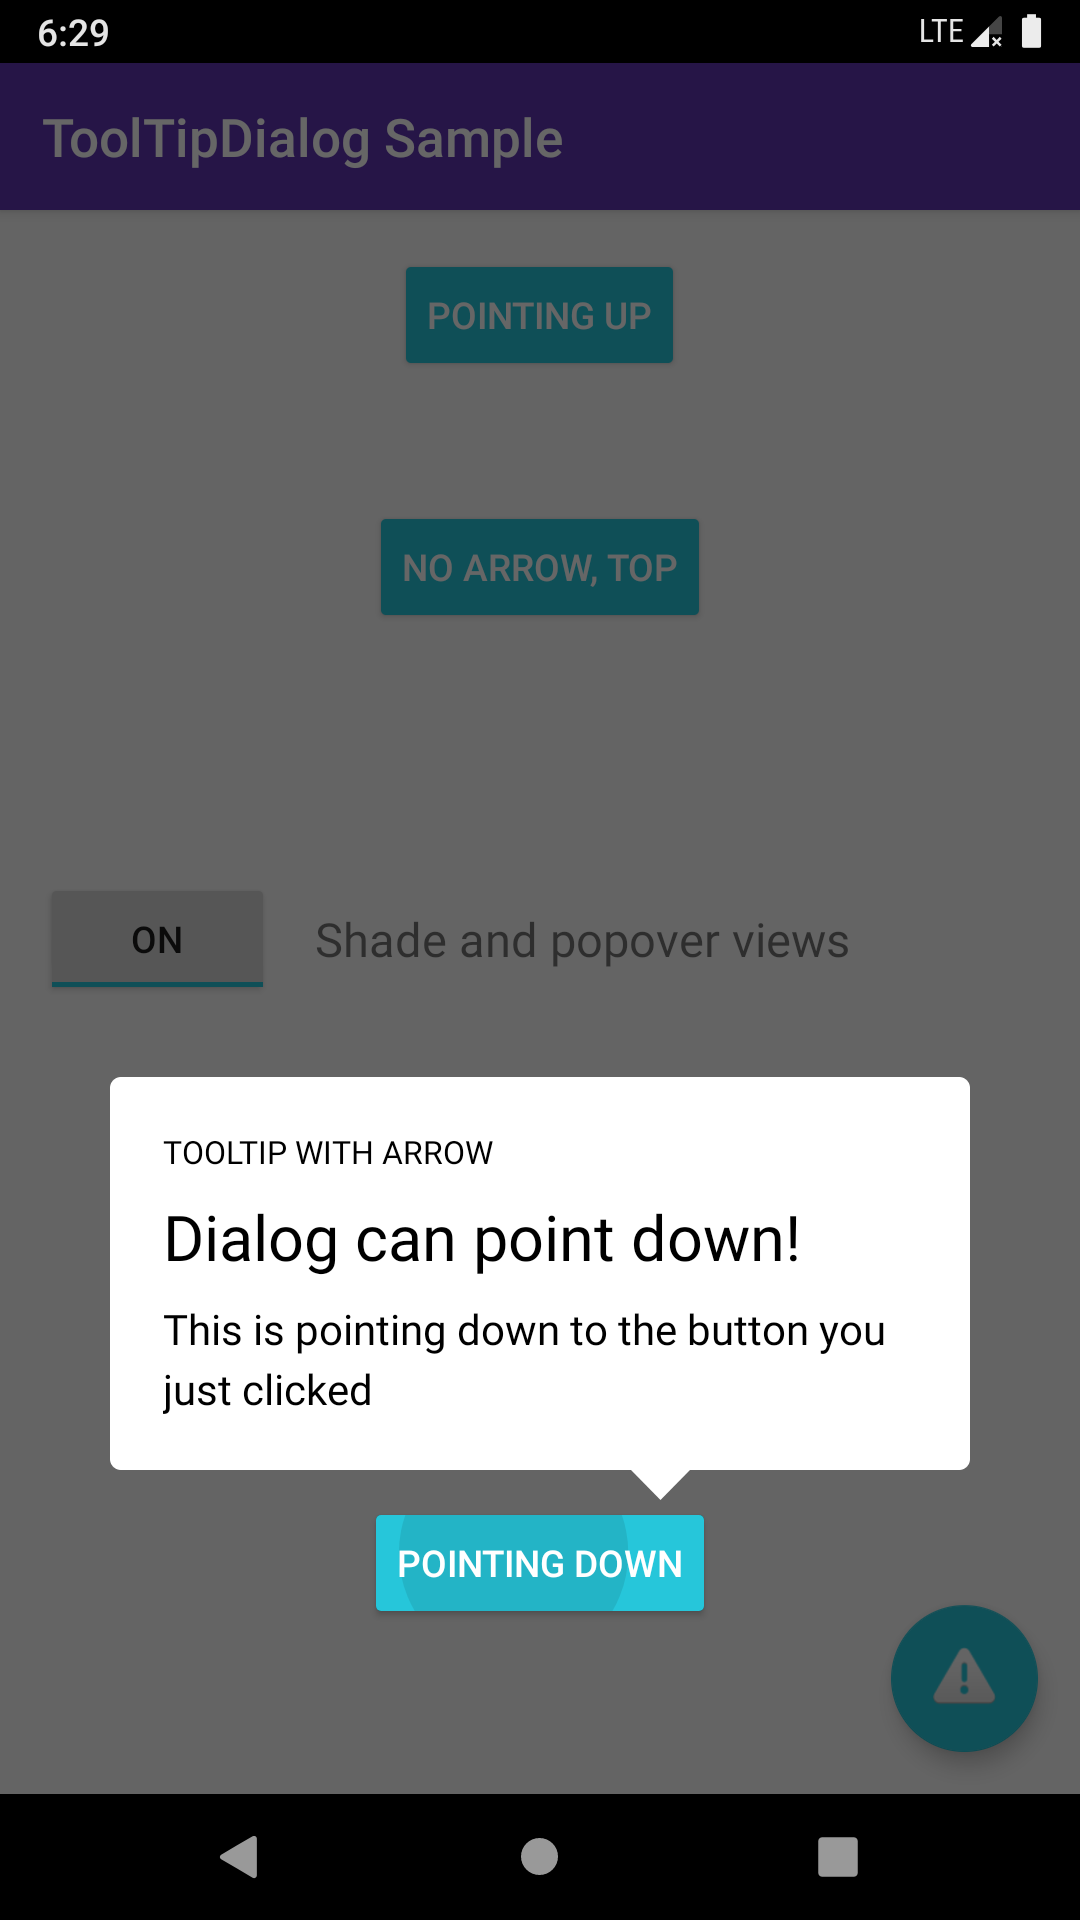 6:29
LTE
ToolTipDialog Sample
POINTING UP
NO ARROW, TOP
ON
Shade and popover views
TOOLTIP WITH ARROW
Dialog can point down!
This is pointing down to the button you
just clicked
POINTING DOWN